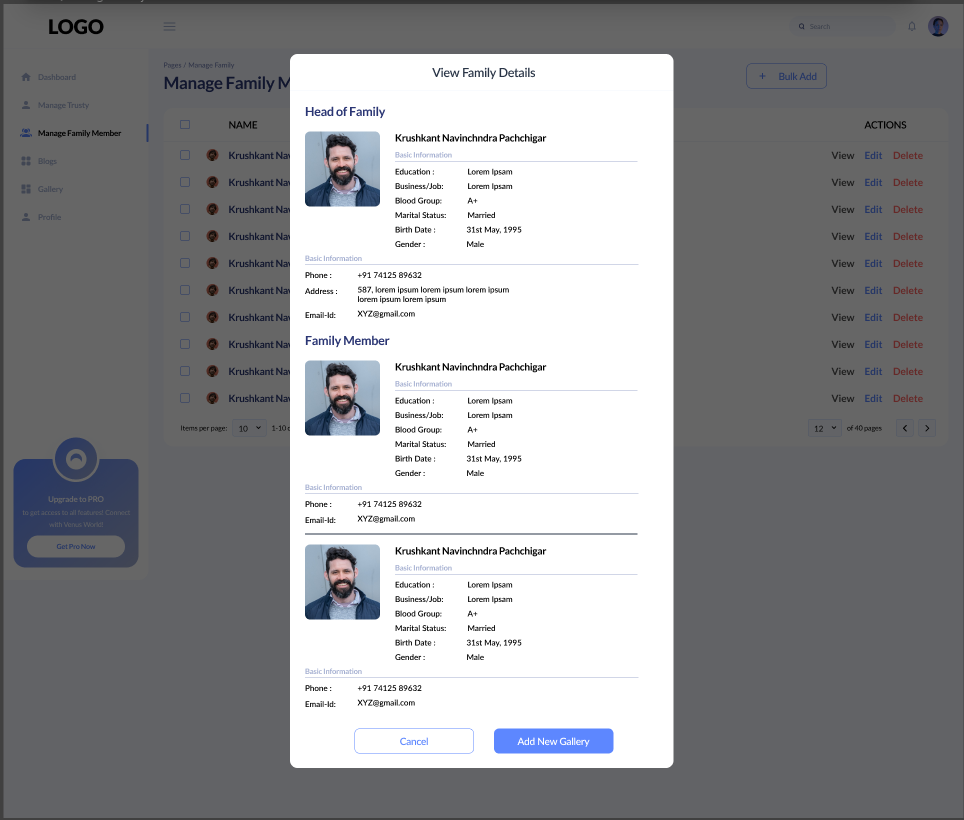 LOGO
Search
Dashboard
Manage Trusty
Manage Family Member
Blogs
Gallery
Profile
Upgrade to PRO
to get access to all features! Connect
with Venus World!
Get Pro Now
Pages / Manage Family
Manage Family M
+ Bulk Add
NAME
ACTIONS
Krushkant Nav
View Edit Delete
Krushkant Nav
View Edit Delete
Krushkant Nav
View Edit Delete
Krushkant Nav
View Edit Delete
Krushkant Nav
View Edit Delete
Krushkant Nav
View Edit Delete
Krushkant Nav
View Edit Delete
Krushkant Nav
View Edit Delete
Krushkant Nav
View Edit Delete
Krushkant Nav
View Edit Delete
Items per page: 10 1-10
12 of 40 pages
View Family Details
Head of Family
Krushkant Navinchndra Pachchigar
Basic Information
Education : Lorem Ipsam
Business/Job: Lorem Ipsam
Blood Group: A+
Marital Status: Married
Birth Date : 31st May, 1995
Gender : Male
Basic Information
Phone : +91 74125 89632
Address : 587, lorem ipsum lorem ipsum lorem ipsum
lorem ipsum lorem ipsum
Email-Id: XYZ@gmail.com
Family Member
Krushkant Navinchndra Pachchigar
Basic Information
Education : Lorem Ipsam
Business/Job: Lorem Ipsam
Blood Group: A+
Marital Status: Married
Birth Date : 31st May, 1995
Gender : Male
Basic Information
Phone : +91 74125 89632
Email-Id: XYZ@gmail.com
Krushkant Navinchndra Pachchigar
Basic Information
Education : Lorem Ipsam
Business/Job: Lorem Ipsam
Blood Group: A+
Marital Status: Married
Birth Date : 31st May, 1995
Gender : Male
Basic Information
Phone : +91 74125 89632
Email-Id: XYZ@gmail.com
Cancel
Add New Gallery